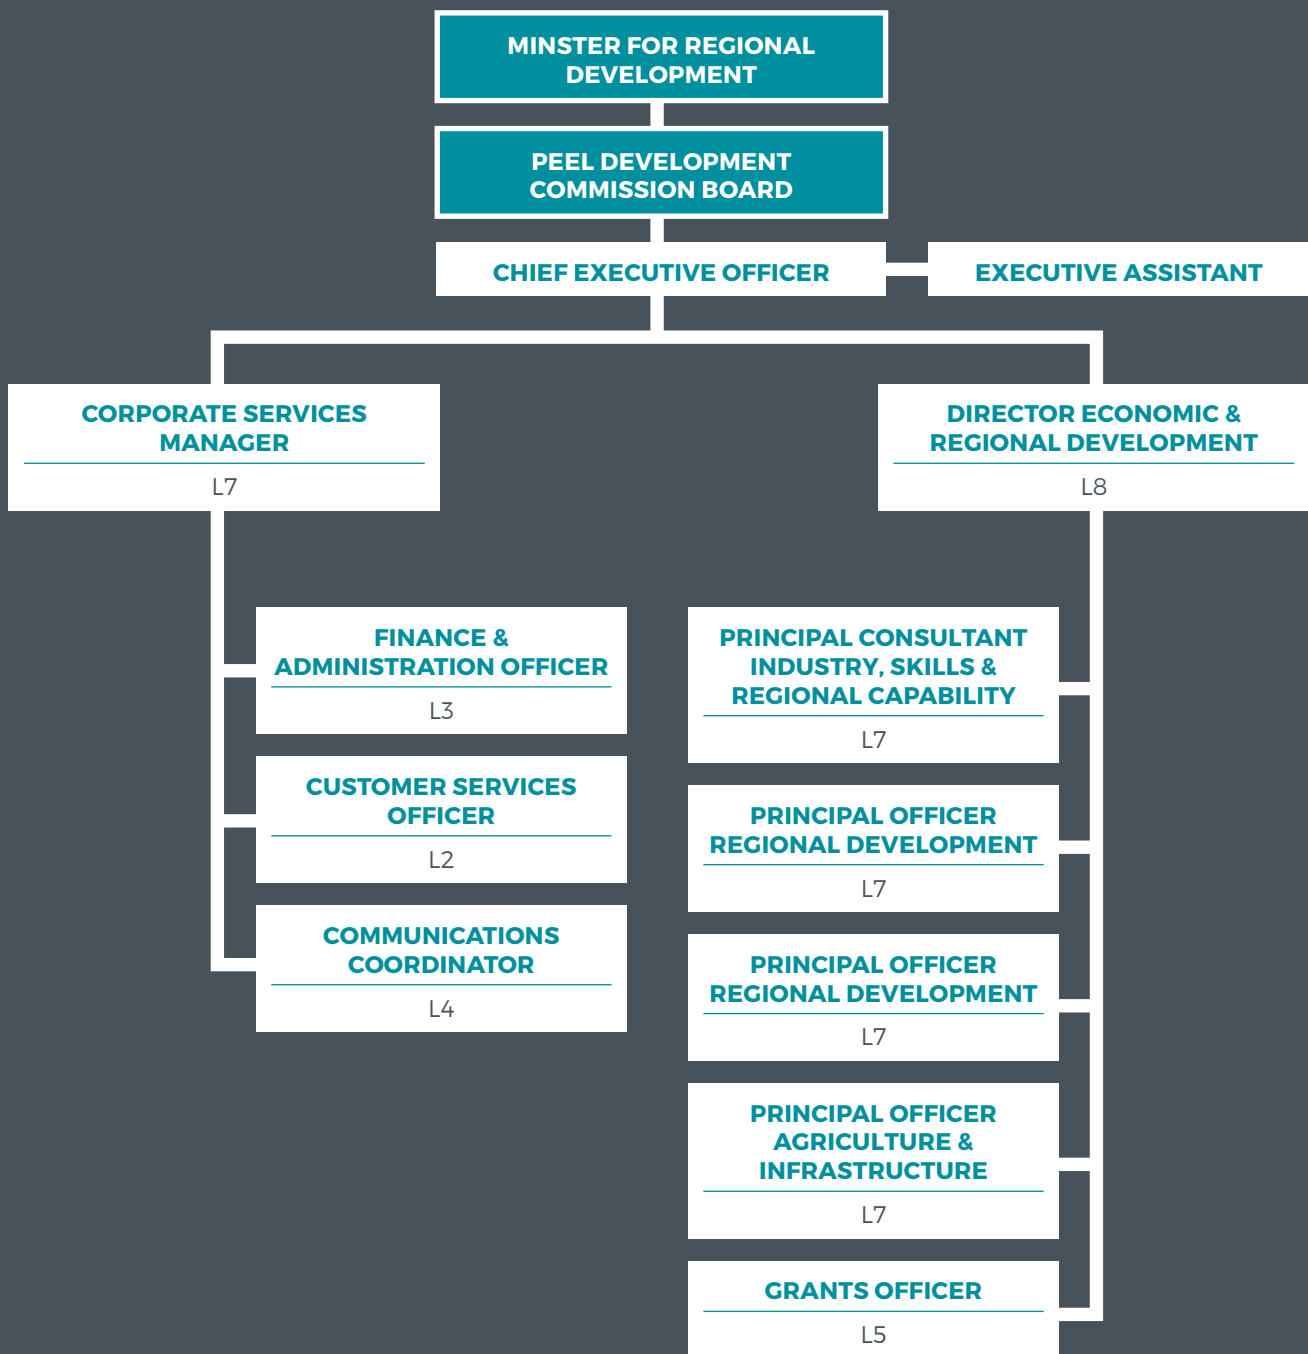 MINSTER FOR REGIONAL
DEVELOPMENT
PEEL DEVELOPMENT
COMMISSION BOARD
CHIEF EXECUTIVE OFFICER
EXECUTIVE ASSISTANT
CORPORATE SERVICES
MANAGER
L7
DIRECTOR ECONOMIC &
REGIONAL DEVELOPMENT
L8
FINANCE &
ADMINISTRATION OFFICER
L3
CUSTOMER SERVICES
OFFICER
L2
COMMUNICATIONS
COORDINATOR
L4
PRINCIPAL CONSULTANT
INDUSTRY, SKILLS &
REGIONAL CAPABILITY
L7
PRINCIPAL OFFICER
REGIONAL DEVELOPMENT
L7
PRINCIPAL OFFICER
REGIONAL DEVELOPMENT
L7
PRINCIPAL OFFICER
AGRICULTURE &
INFRASTRUCTURE
L7
GRANTS OFFICER
L5